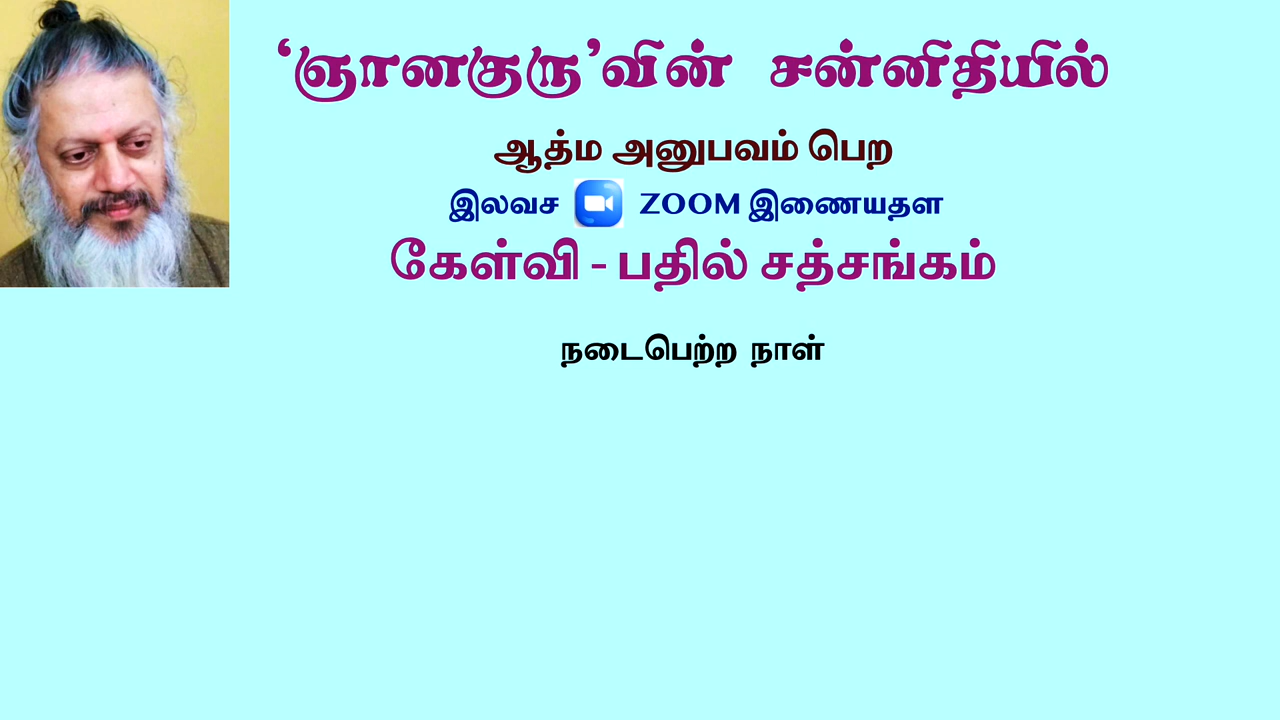 ‘ஞானகுரு’வின் சன்னிதியில்
ஆத்ம அனுபவம் பெற
இலவச ZOOM இணையதள
கேள்வி - பதில் சத்சங்கம்
நடைபெற்ற நாள்